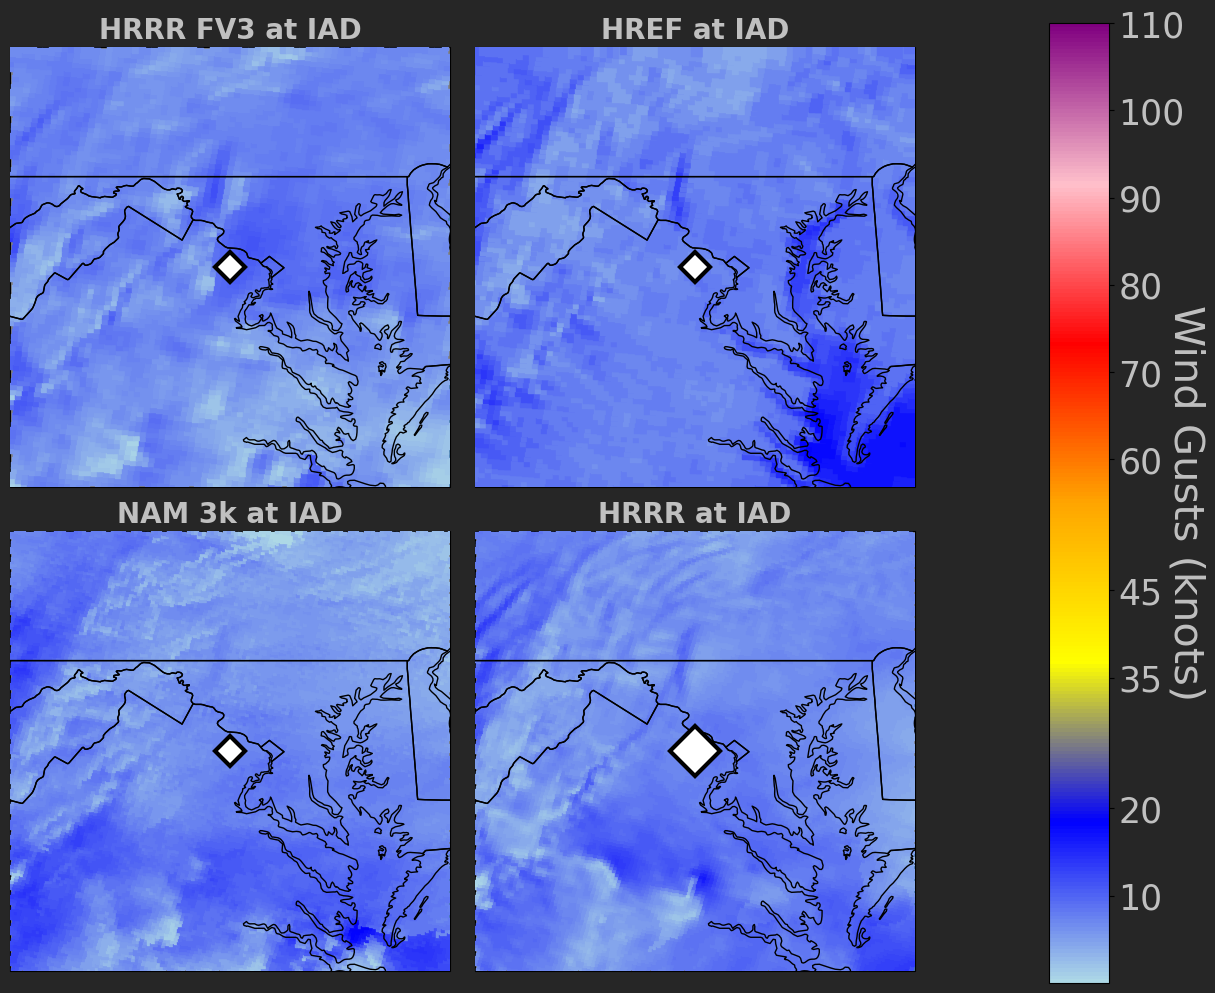 HRRR FV3 at IAD
HREF at IAD
NAM 3k at IAD
HRRR at IAD
110
100
90
80
70
60
45
35
20
10
Wind Gusts (knots)